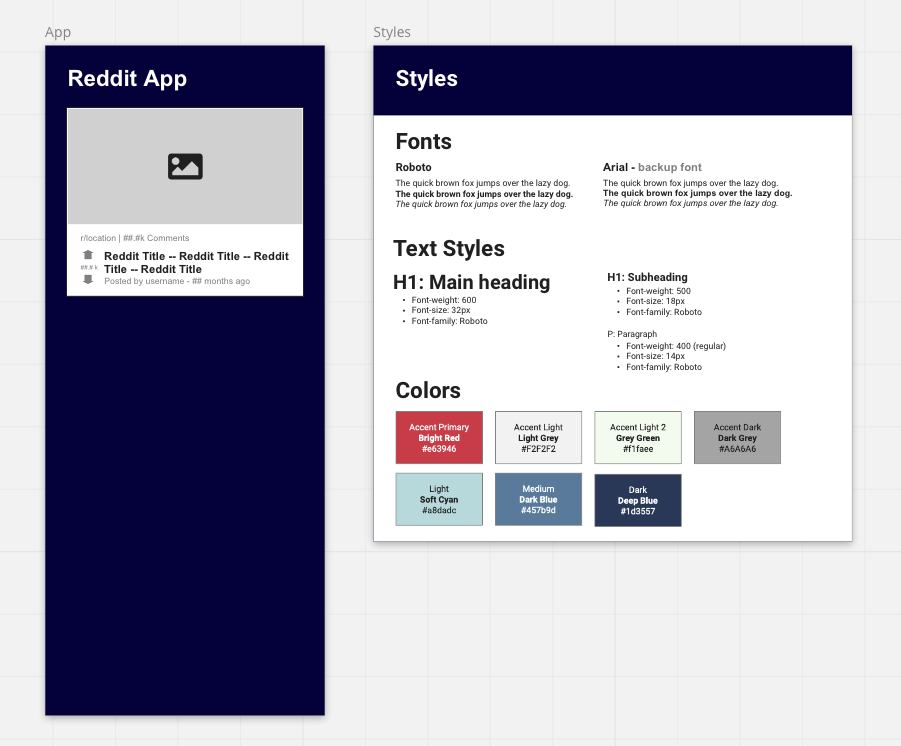 App
Reddit App
r/location | ##.#k Comments
Reddit Title -- Reddit Title -- Reddit
##.# k
Title -- Reddit Title
Posted by username - ## months ago
Styles
Styles
Fonts
Roboto
The quick brown fox jumps over the lazy dog.
The quick brown fox jumps over the lazy dog.
The quick brown fox jumps over the lazy dog.
Arial - backup font
The quick brown fox jumps over the lazy dog.
The quick brown fox jumps over the lazy dog.
The quick brown fox jumps over the lazy dog.
Text Styles
H1: Main heading
• Font-weight: 600
• Font-size: 32px
• Font-family: Roboto
H1: Subheading
• Font-weight: 500
• Font-size: 18px
• Font-family: Roboto
P: Paragraph
• Font-weight: 400 (regular)
• Font-size: 14px
• Font-family: Roboto
Colors
Accent Primary
Bright Red
#e63946
Accent Light
Light Grey
#F2F2F2
Accent Light 2
Grey Green
#f1faee
Accent Dark
Dark Grey
#A6A6A6
Light
Soft Cyan
#a8dadc
Medium
Dark Blue
#457b9d
Dark
Deep Blue
#1d3557